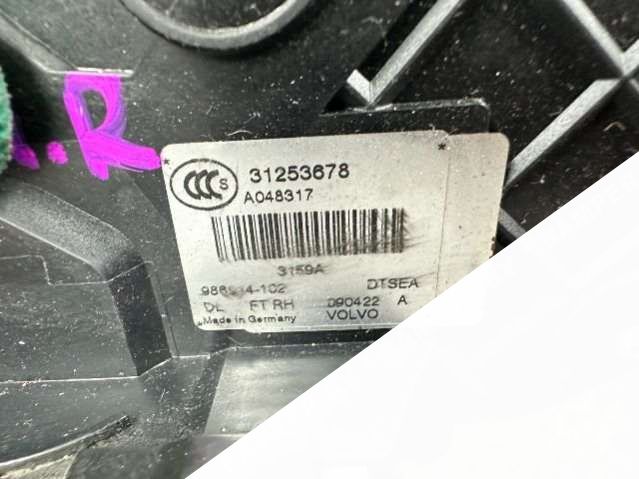 .R
CCC S
31253678
A048317
3159A
DTSEA
DL FT RH 090422 A
Made in Germany VOLVO